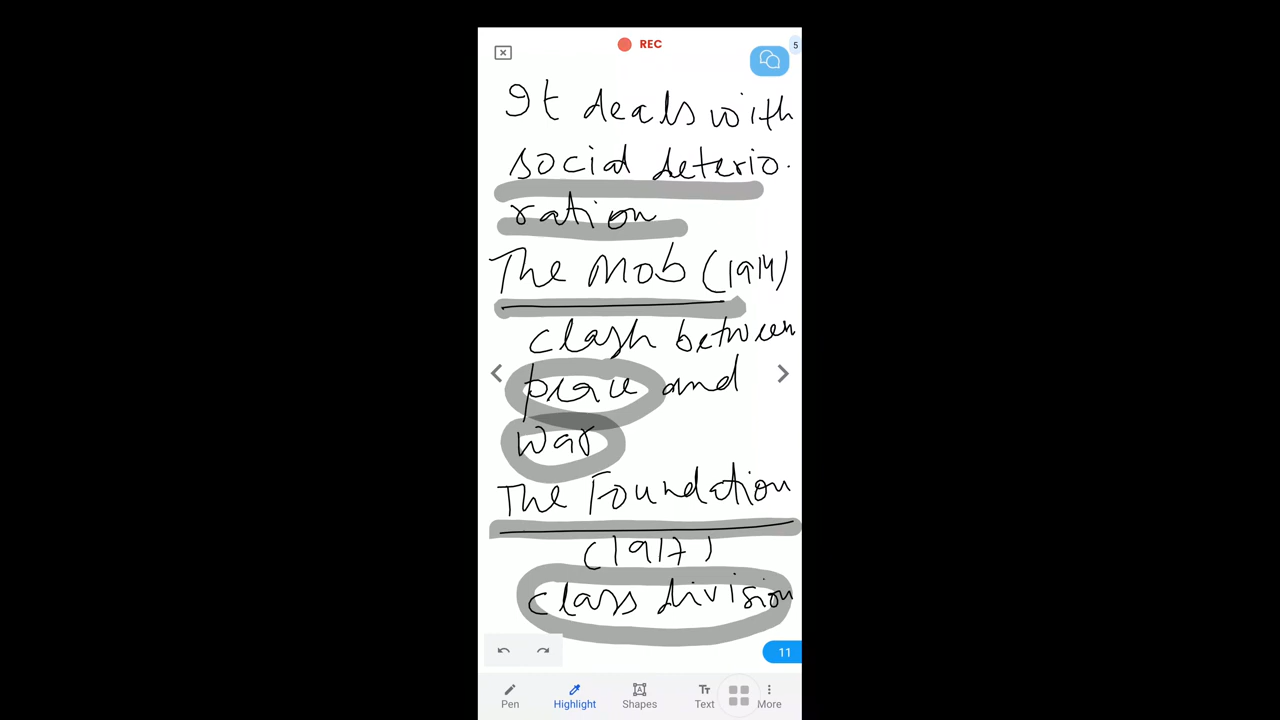 REC
5
It deals with
social deterio.
ration
The Mob (1914)
clash between
peace and
war
The Foundation
(1917)
class division
11
Pen
Highlight
Shapes
Text
More